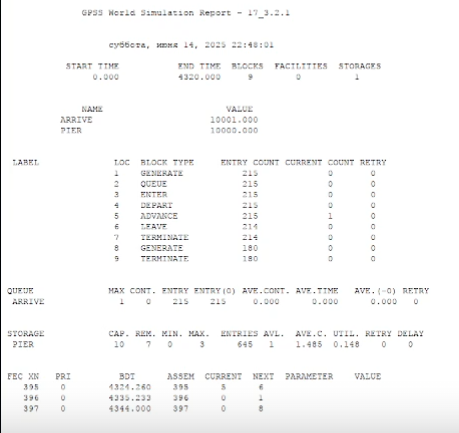 GPSS World Simulation Report - 17_3.2.1
суббота, июня 14, 2025 22:48:01
START TIME END TIME BLOCKS FACILITIES STORAGES
0.000 4320.000 9 0 1
NAME VALUE
ARRIVE 10001.000
PIER 10000.000
LABEL LOC BLOCK TYPE ENTRY COUNT CURRENT COUNT RETRY
1 GENERATE 215 0 0
2 QUEUE 215 0 0
3 ENTER 215 0 0
4 DEPART 215 0 0
5 ADVANCE 215 1 0
6 LEAVE 214 0 0
7 TERMINATE 214 0 0
8 GENERATE 180 0 0
9 TERMINATE 180 0 0
QUEUE MAX CONT. ENTRY ENTRY(0) AVE.CONT. AVE.TIME AVE.(-0) RETRY
ARRIVE 1 0 215 215 0.000 0.000 0.000 0
STORAGE CAP. REM. MIN. MAX. ENTRIES AVL. AVE.C. UTIL. RETRY DELAY
PIER 10 7 0 3 645 1 1.485 0.148 0 0
FEC XN PRI BDT ASSEM CURRENT NEXT PARAMETER VALUE
395 0 4324.260 395 5 6
396 0 4335.233 396 0 1
397 0 4344.000 397 0 8